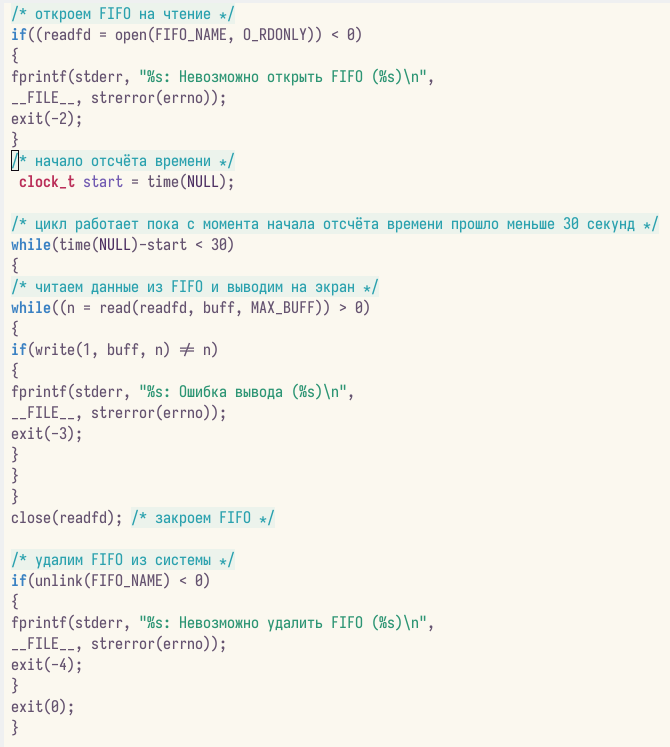 /* откроем FIFO на чтение */
if((readfd = open(FIFO_NAME, O_RDONLY)) < 0)
{
fprintf(stderr, "%s: Невозможно открыть FIFO (%s)\n",
__FILE__, strerror(errno));
exit(-2);
}
/* начало отсчёта времени */
clock_t start = time(NULL);
/* цикл работает пока с момента начала отсчёта времени прошло меньше 30 секунд */
while(time(NULL)-start < 30)
{
/* читаем данные из FIFO и выводим на экран */
while((n = read(readfd, buff, MAX_BUFF)) > 0)
{
if(write(1, buff, n) ≠ n)
{
fprintf(stderr, "%s: Ошибка вывода (%s)\n",
__FILE__, strerror(errno));
exit(-3);
}
}
}
close(readfd); /* закроем FIFO */
/* удалим FIFO из системы */
if(unlink(FIFO_NAME) < 0)
{
fprintf(stderr, "%s: Невозможно удалить FIFO (%s)\n",
__FILE__, strerror(errno));
exit(-4);
}
exit(0);
}